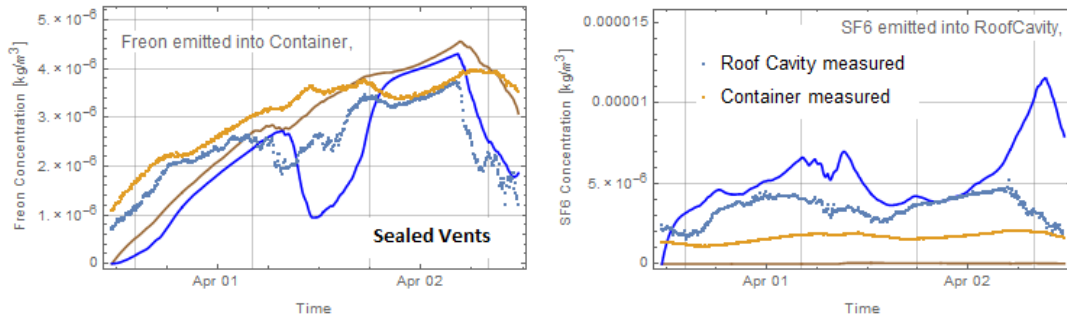 5. × 10⁻⁶
4. × 10⁻⁶
3. × 10⁻⁶
2. × 10⁻⁶
1. × 10⁻⁶
0
Freon Concentration [kg/m³]
Freon emitted into Container,
Sealed Vents
Apr 01
Apr 02
Time
0.000015
0.00001
5. × 10⁻⁶
0
SF6 Concentration [kg/m³]
SF6 emitted into RoofCavity,
Roof Cavity measured
Container measured
Apr 01
Apr 02
Time